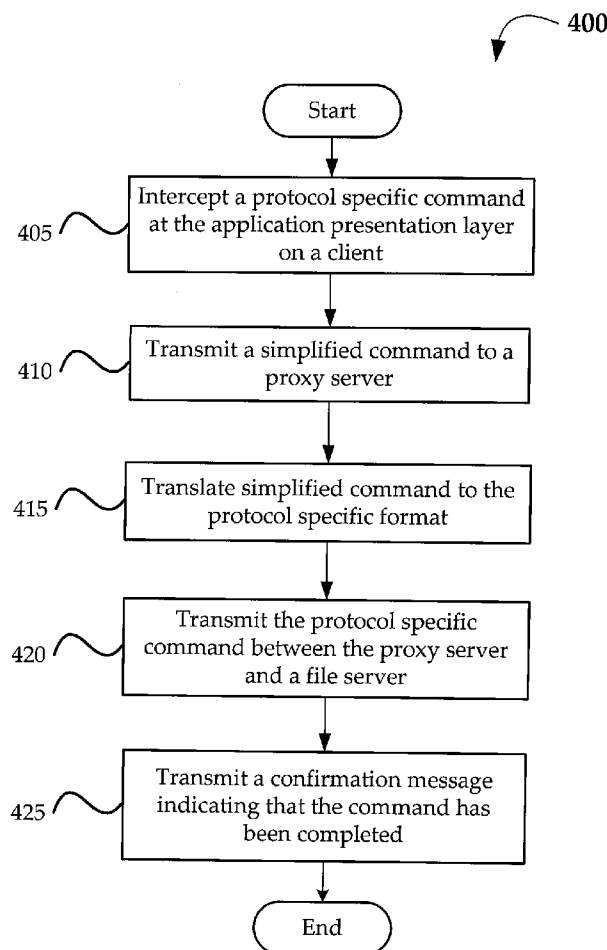 400
Start
405
Intercept a protocol specific command
at the application presentation layer
on a client
410
Transmit a simplified command to a
proxy server
415
Translate simplified command to the
protocol specific format
420
Transmit the protocol specific
command between the proxy server
and a file server
425
Transmit a confirmation message
indicating that the command has
been completed
End